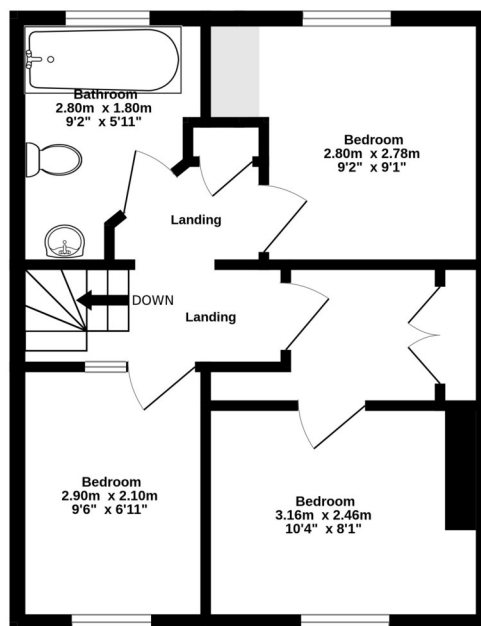 Bathroom
2.80m x 1.80m
9'2" x 5'11"
Bedroom
2.80m x 2.78m
9'2" x 9'1"
Landing
DOWN
Landing
Bedroom
2.90m x 2.10m
9'6" x 6'11"
Bedroom
3.16m x 2.46m
10'4" x 8'1"